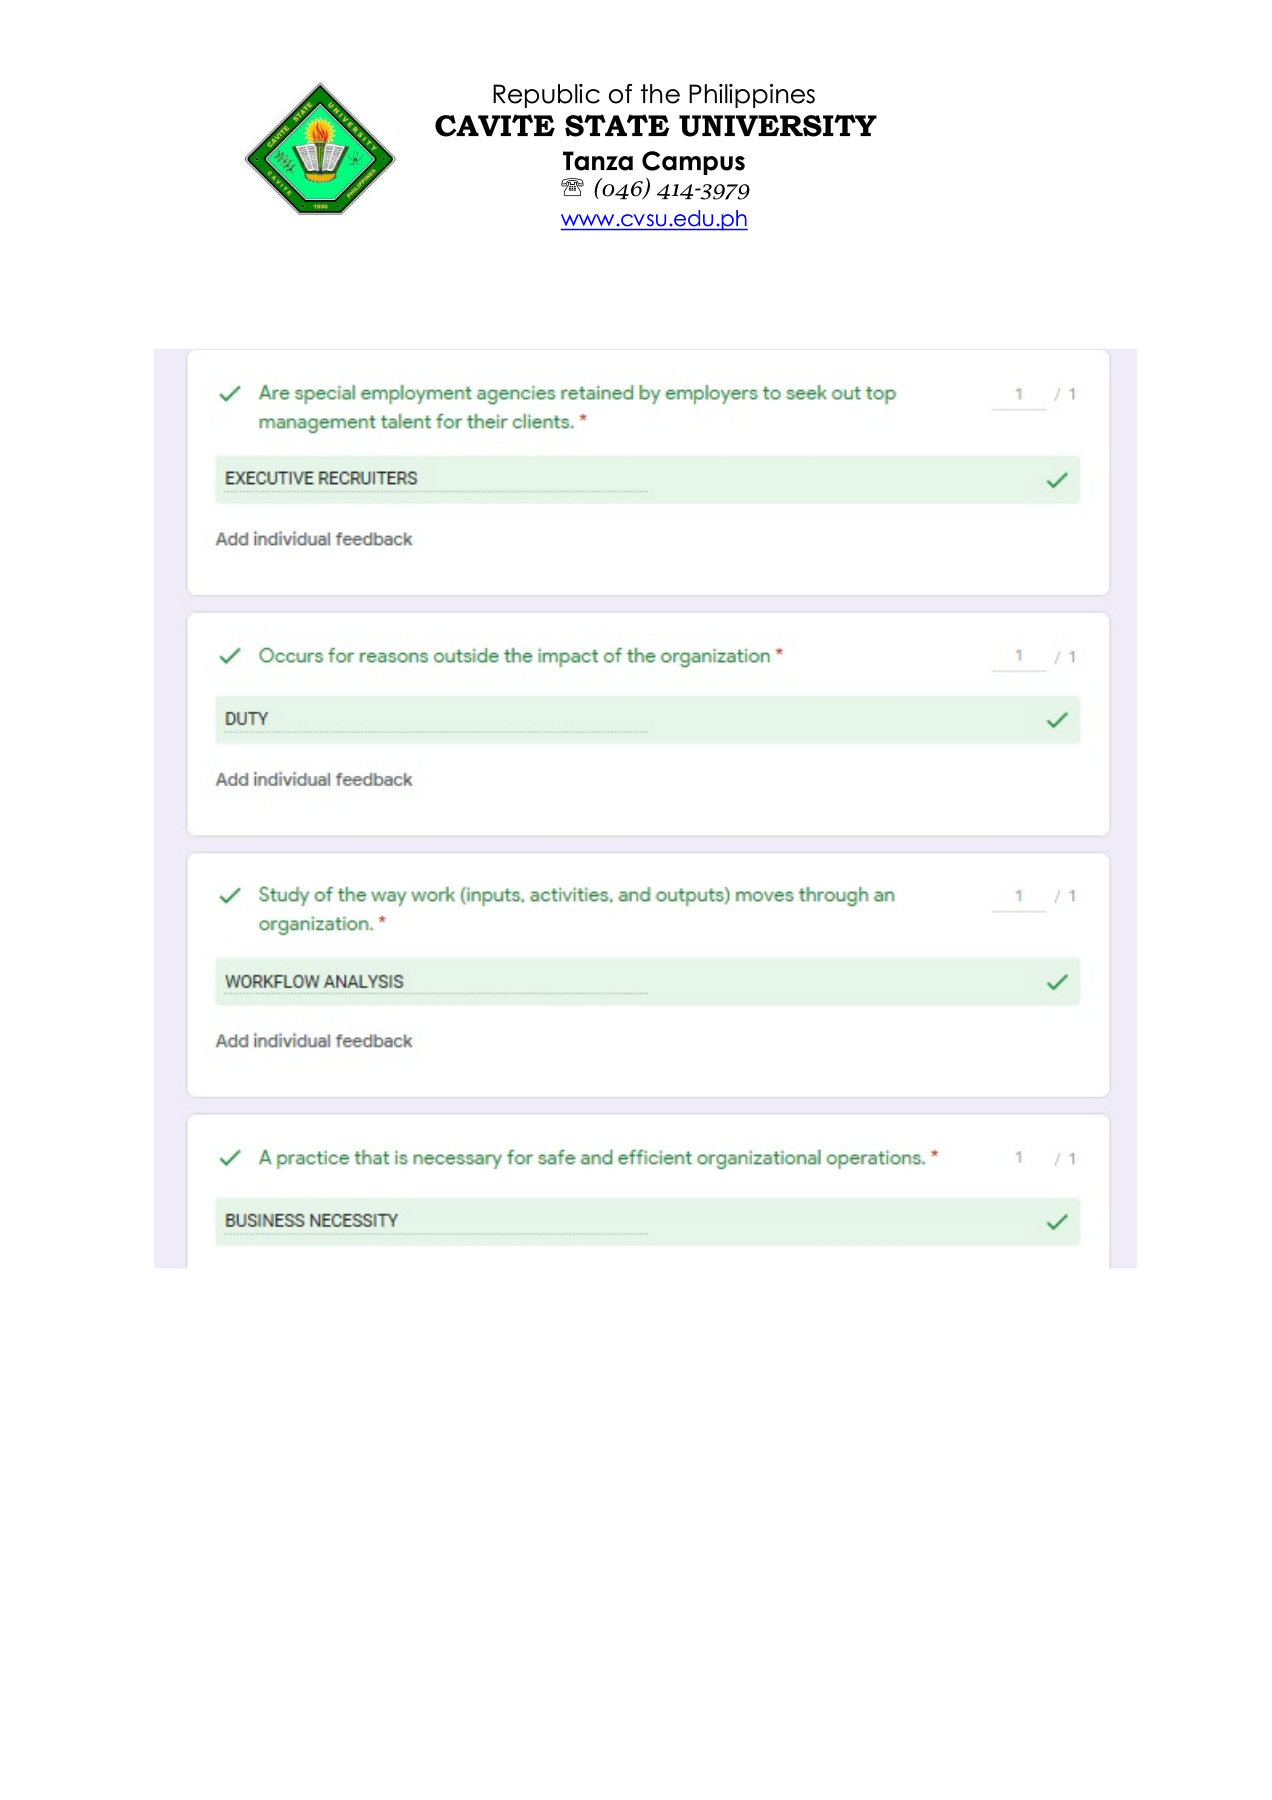 CAVITE STATE UNIVERSITY
CAVITE PHILIPPINES
1906
Republic of the Philippines
CAVITE STATE UNIVERSITY
Tanza Campus
☏ (046) 414-3979
www.cvsu.edu.ph
Are special employment agencies retained by employers to seek out top 1 / 1
management talent for their clients. *
EXECUTIVE RECRUITERS
Add individual feedback
Occurs for reasons outside the impact of the organization * 1 / 1
DUTY
Add individual feedback
Study of the way work (inputs, activities, and outputs) moves through an 1 / 1
organization. *
WORKFLOW ANALYSIS
Add individual feedback
A practice that is necessary for safe and efficient organizational operations. * 1 / 1
BUSINESS NECESSITY